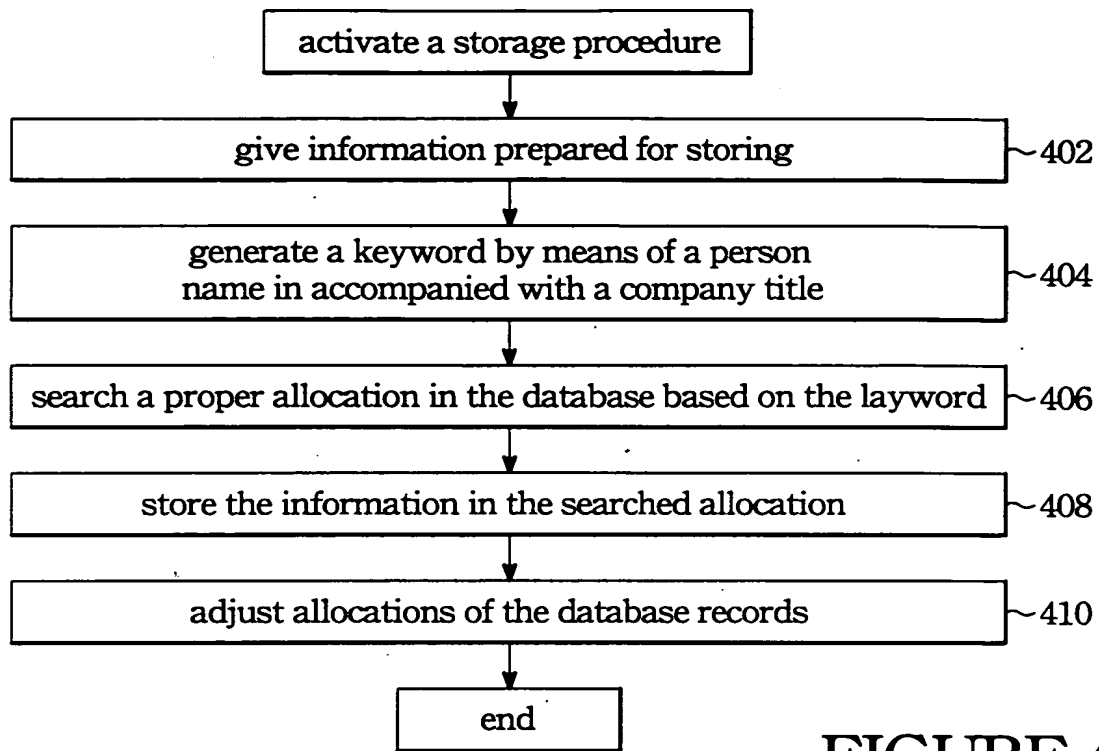 activate a storage procedure
give information prepared for storing
~402
generate a keyword by means of a person
name in accompanied with a company title
~404
search a proper allocation in the database based on the layword
~406
store the information in the searched allocation
~408
adjust allocations of the database records
~410
end
FIGURE